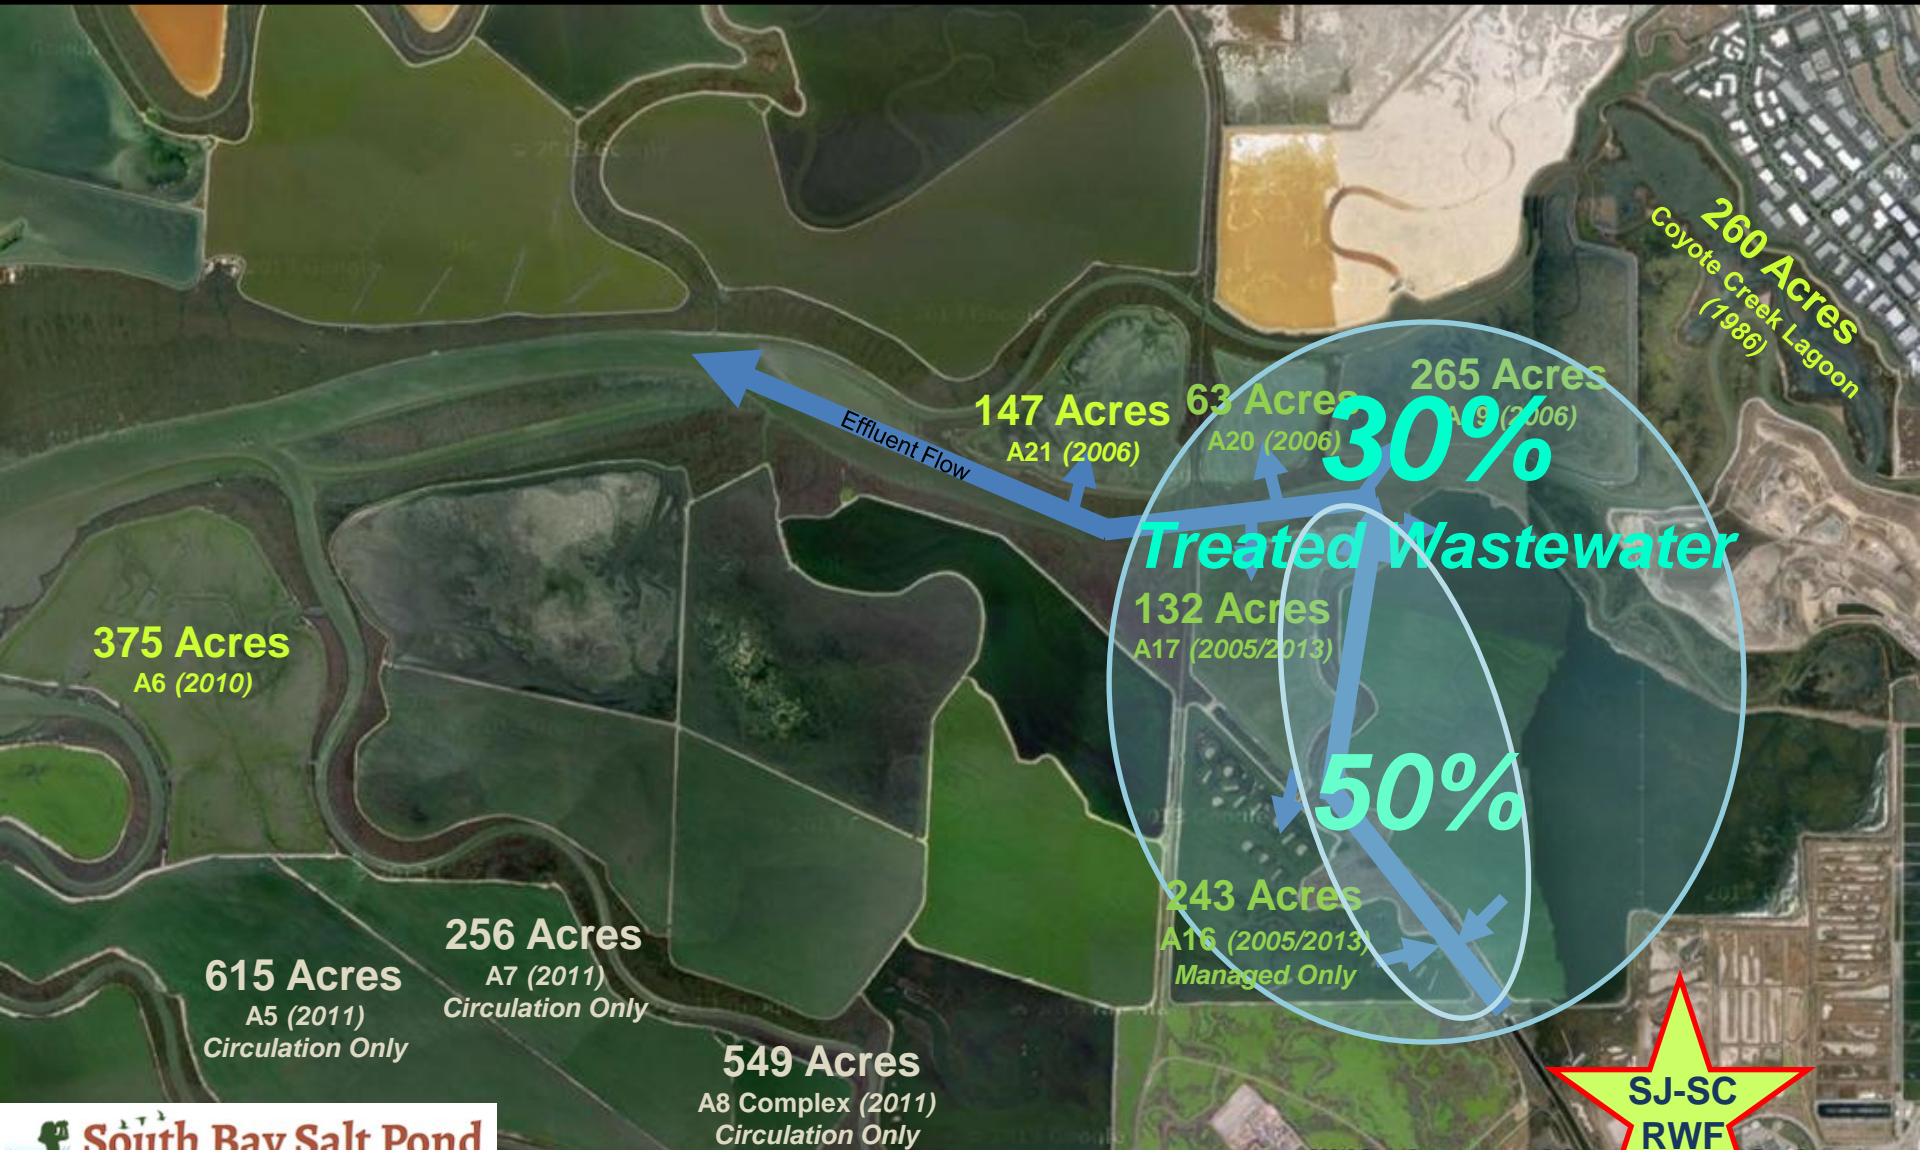 260 Acres
Coyote Creek Lagoon
(1986)
265 Acres
(2006)
63 Acres
A20 (2006)
147 Acres
A21 (2006)
30%
Effluent Flow
Treated Wastewater
132 Acres
A17 (2005/2013)
375 Acres
A6 (2010)
50%
243 Acres
A16 (2005/2013)
Managed Only
256 Acres
A7 (2011)
Circulation Only
615 Acres
A5 (2011)
Circulation Only
549 Acres
A8 Complex (2011)
Circulation Only
SJ-SC
RWF
South Bay Salt Pond